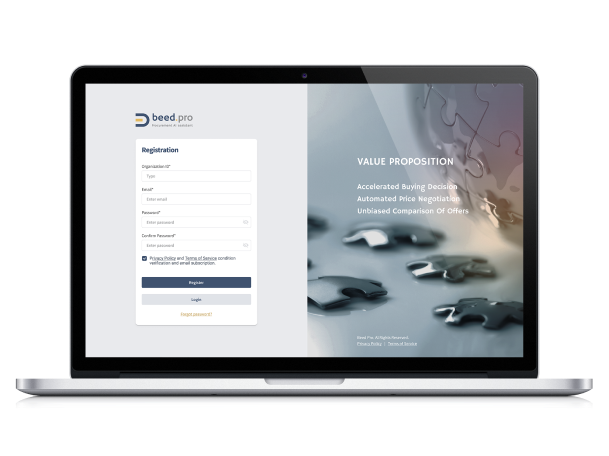 beed.pro
Procurement AI assistant
Registration
Organization ID*
Type
Email*
Enter email
Password*
Enter password
Confirm Password*
Enter password
Privacy Policy and Terms of Service condition
verification and email subscription.
Register
Login
Forgot password?
VALUE PROPOSITION
Accelerated Buying Decision
Automated Price Negotiation
Unbiased Comparison Of Offers
Beed Pro. All Rights Reserved.
Privacy Policy | Terms of Service